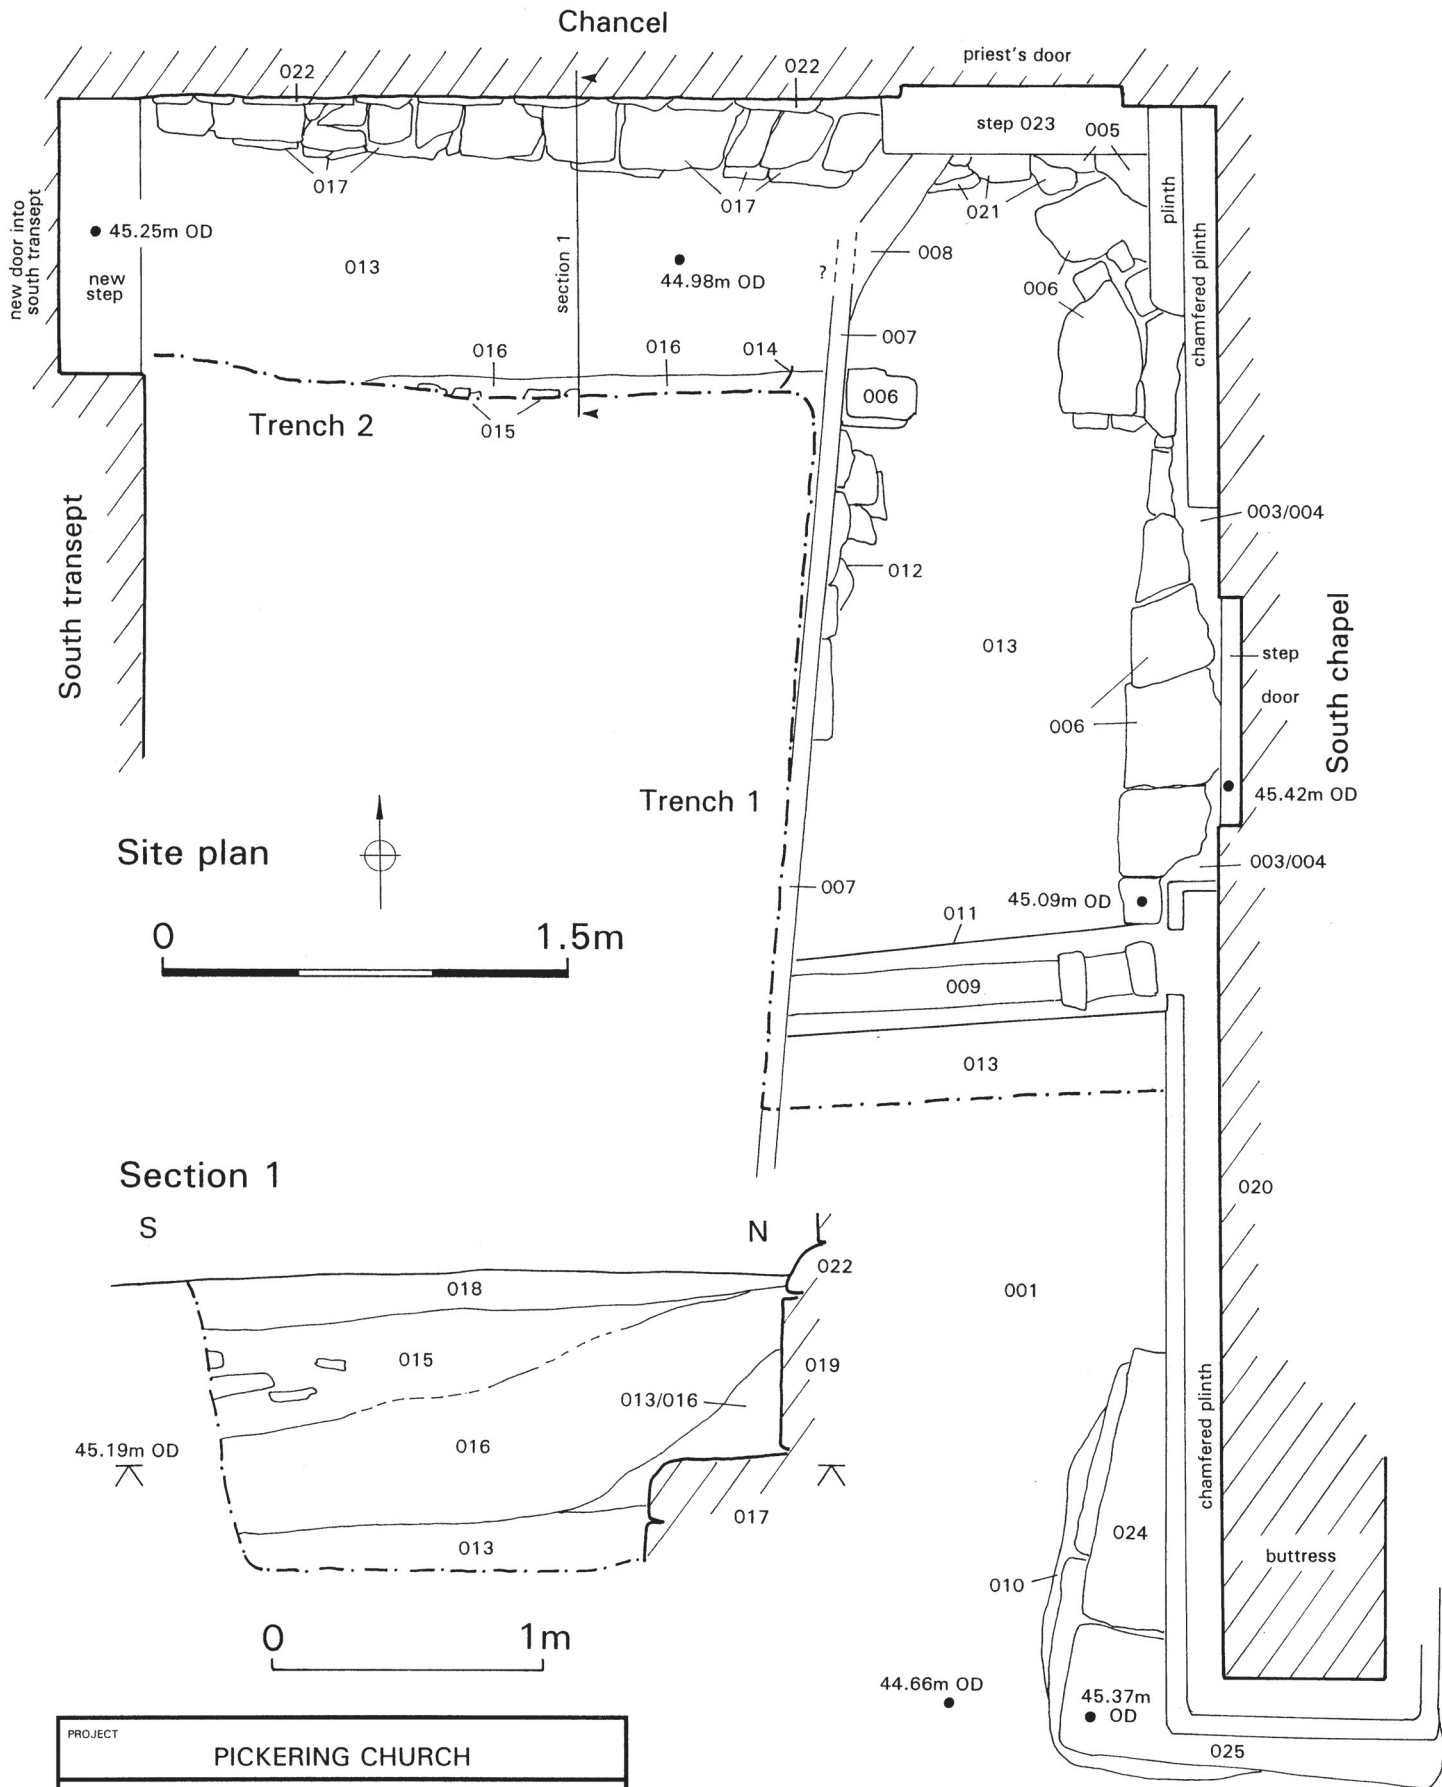 Chancel
priest's door
022
022
step 023
005
017
017
021
plinth
chamfered plinth
new door into
south transept
45.25m OD
new
step
013
section 1
44.98m OD
?
008
006
007
016
016
014
006
015
Trench 2
South transept
012
003/004
013
step
door
South chapel
006
45.42m OD
Trench 1
Site plan
007
003/004
45.09m OD
011
0
1.5m
009
013
Section 1
S
N
020
018
022
001
015
019
013/016
45.19m OD
016
chamfered plinth
017
013
024
buttress
010
0
1m
44.66m OD
45.37m
OD
025
PROJECT
PICKERING CHURCH